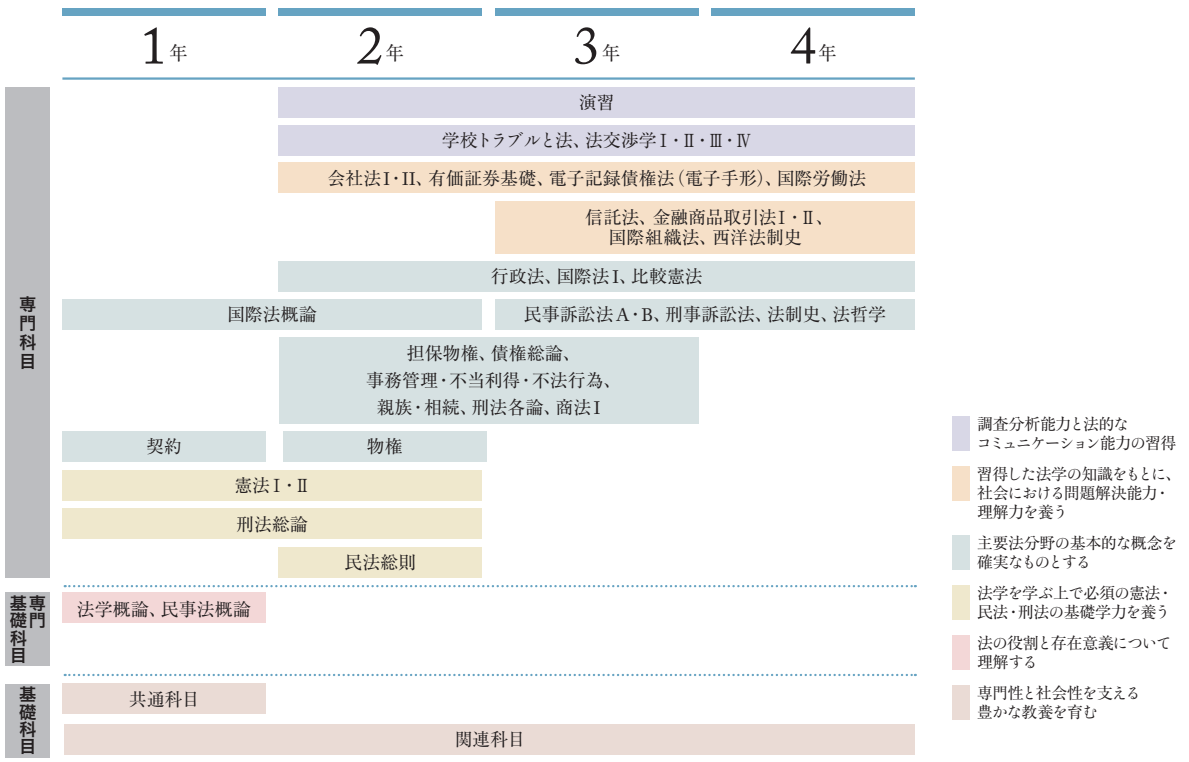 1年
2年
3年
4年
専門科目
演習
学校トラブルと法、法交渉学Ⅰ・Ⅱ・Ⅲ・Ⅳ
会社法Ⅰ・Ⅱ、有価証券基礎、電子記録債権法（電子手形）、国際労働法
信託法、金融商品取引法Ⅰ・Ⅱ、
国際組織法、西洋法制史
行政法、国際法Ⅰ、比較憲法
国際法概論
民事訴訟法A・B、刑事訴訟法、法制史、法哲学
担保物権、債権総論、
事務管理・不当利得・不法行為、
親族・相続、刑法各論、商法Ⅰ
契約
物権
憲法Ⅰ・Ⅱ
刑法総論
民法総則
専門
基礎科目
法学概論、民事法概論
基礎科目
共通科目
関連科目
調査分析能力と法的な
コミュニケーション能力の習得
習得した法学の知識をもとに、
社会における問題解決能力・
理解力を養う
主要法分野の基本的な概念を
確実なものとする
法学を学ぶ上で必須の憲法・
民法・刑法の基礎学力を養う
法の役割と存在意義について
理解する
専門性と社会性を支える
豊かな教養を育む